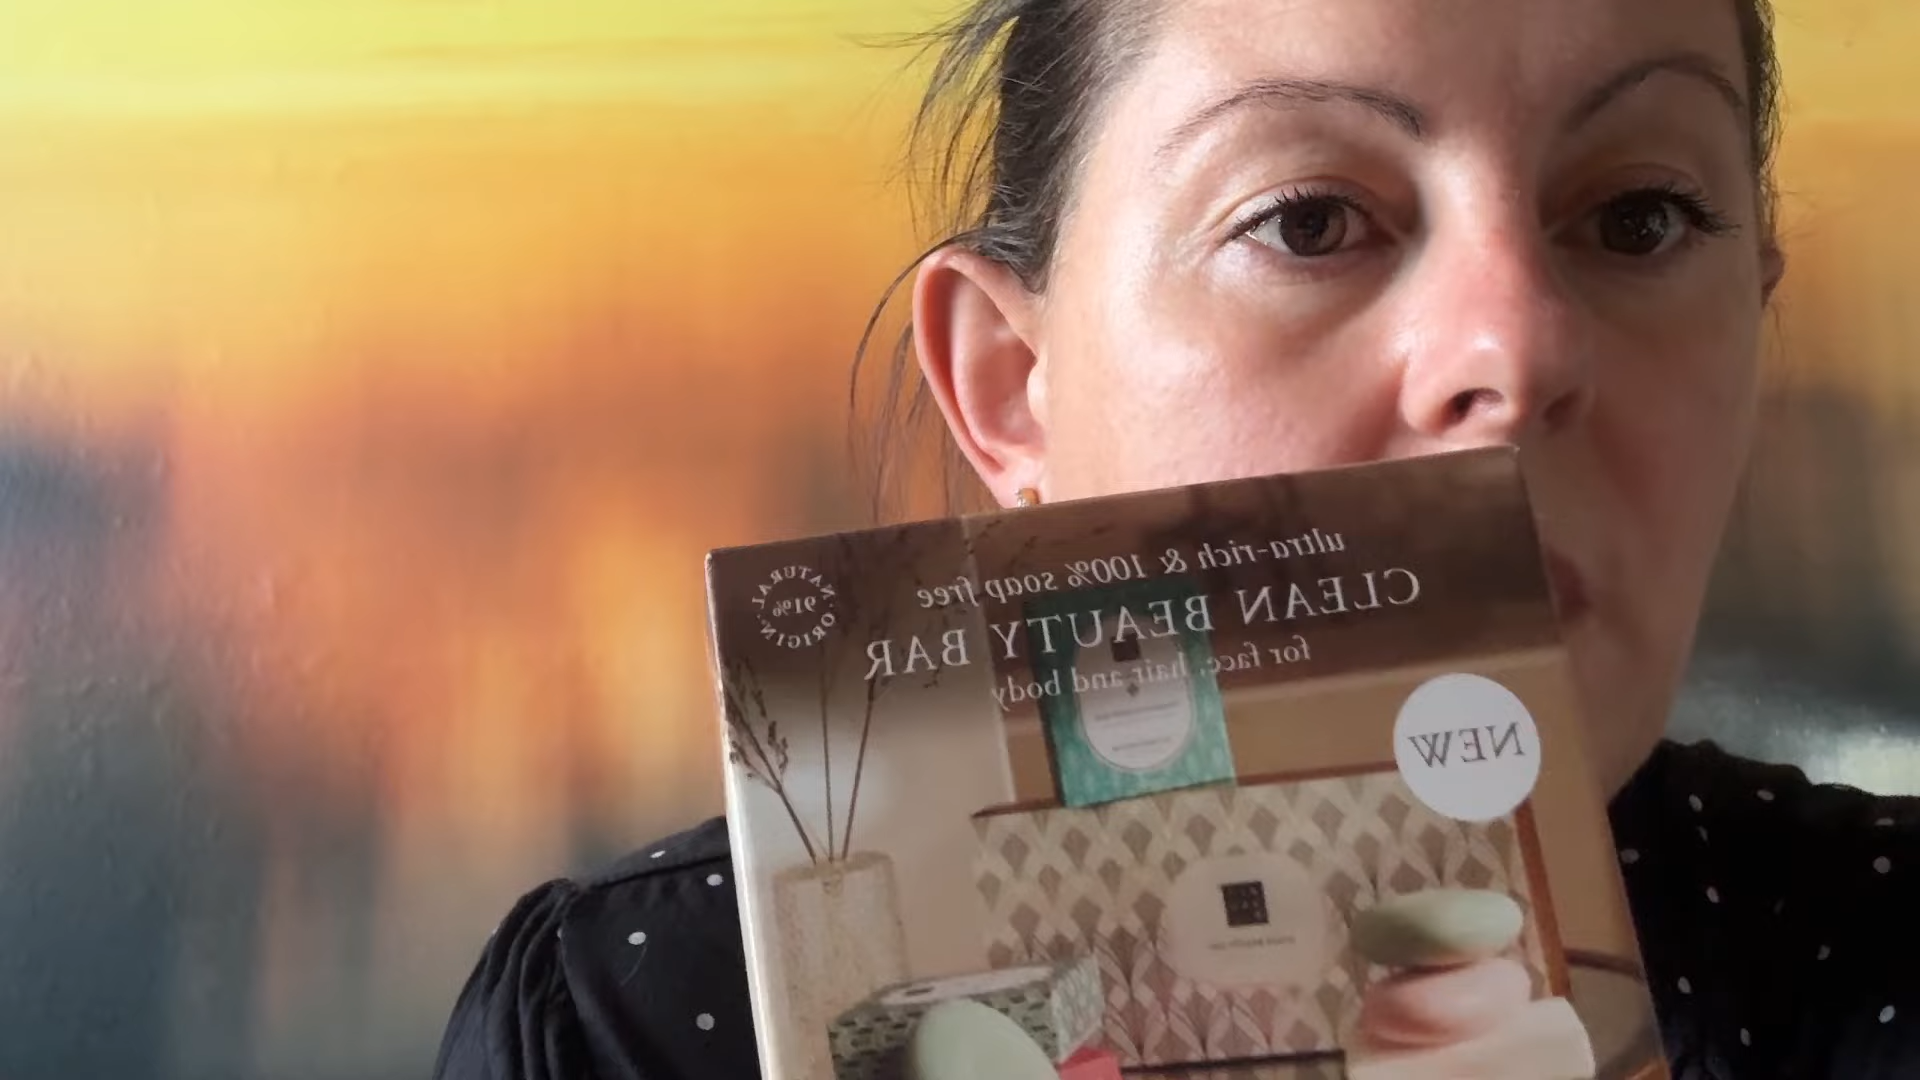 ultra-rich & 100% soap free
CLEAN BEAUTY BAR
for face, hair and body
NATURAL · ORIGIN ·
91%
NEW